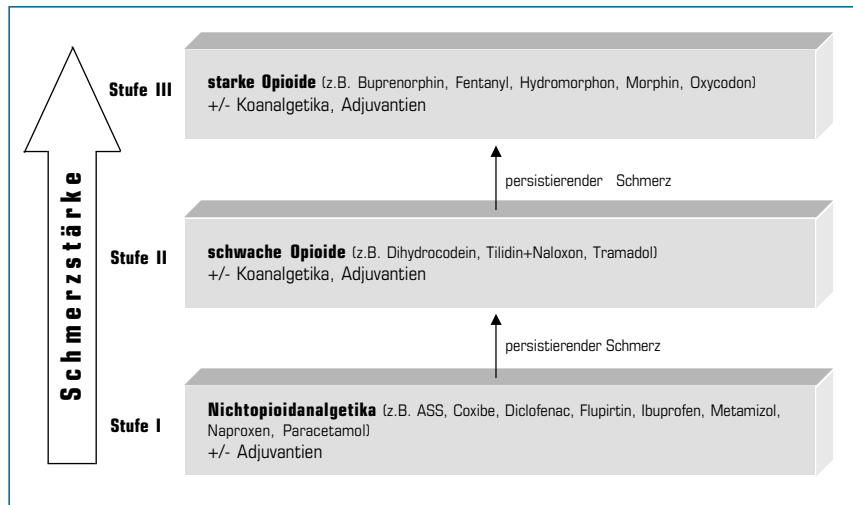 Schmerzstärke
Stufe III
starke Opioide (z.B. Buprenorphin, Fentanyl, Hydromorphon, Morphin, Oxycodon)
+/- Koanalgetika, Adjuvantien
persistierender Schmerz
Stufe II
schwache Opioide (z.B. Dihydrocodein, Tilidin+Naloxon, Tramadol)
+/- Koanalgetika, Adjuvantien
persistierender Schmerz
Stufe I
Nichtopioidanalgetika (z.B. ASS, Coxibe, Diclofenac, Flupirtin, Ibuprofen, Metamizol,
Naproxen, Paracetamol)
+/- Adjuvantien